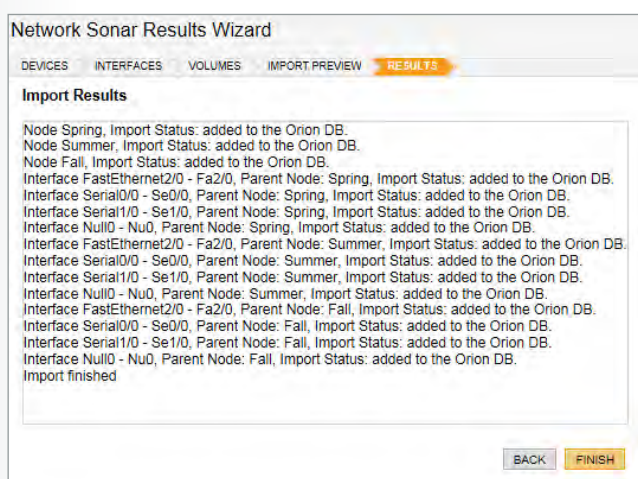 Network Sonar Results Wizard
DEVICES INTERFACES VOLUMES IMPORT PREVIEW RESULTS
Import Results
Node Spring, Import Status: added to the Orion DB.
Node Summer, Import Status: added to the Orion DB.
Node Fall, Import Status: added to the Orion DB.
Interface FastEthernet2/0 - Fa2/0, Parent Node: Spring, Import Status: added to the Orion DB.
Interface Serial0/0 - Se0/0, Parent Node: Spring, Import Status: added to the Orion DB.
Interface Serial1/0 - Se1/0, Parent Node: Spring, Import Status: added to the Orion DB.
Interface Null0 - Nu0, Parent Node: Spring, Import Status: added to the Orion DB.
Interface FastEthernet2/0 - Fa2/0, Parent Node: Summer, Import Status: added to the Orion DB.
Interface Serial0/0 - Se0/0, Parent Node: Summer, Import Status: added to the Orion DB.
Interface Serial1/0 - Se1/0, Parent Node: Summer, Import Status: added to the Orion DB.
Interface Null0 - Nu0, Parent Node: Summer, Import Status: added to the Orion DB.
Interface FastEthernet2/0 - Fa2/0, Parent Node: Fall, Import Status: added to the Orion DB.
Interface Serial0/0 - Se0/0, Parent Node: Fall, Import Status: added to the Orion DB.
Interface Serial1/0 - Se1/0, Parent Node: Fall, Import Status: added to the Orion DB.
Interface Null0 - Nu0, Parent Node: Fall, Import Status: added to the Orion DB.
Import finished
BACK FINISH